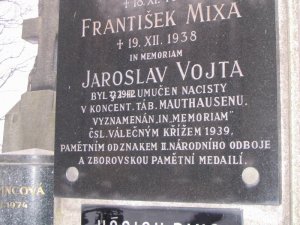 FRANTIŠEK MIXA
† 19. XII. 1938
IN MEMORIAM
JAROSLAV VOJTA
BYL UMUČEN NACISTY
V KONCENT. TÁB. MAUTHAUSENU.
VYZNAMENÁN „IN MEMORIAM"
ČSL. VÁLEČNÝM KŘÍŽEM 1939,
PAMĚTNÍM ODZNAKEM II. NÁRODNÍHO ODBOJE
A ZBOROVSKOU PAMĚTNÍ MEDAILÍ.
NCOVÁ
1974